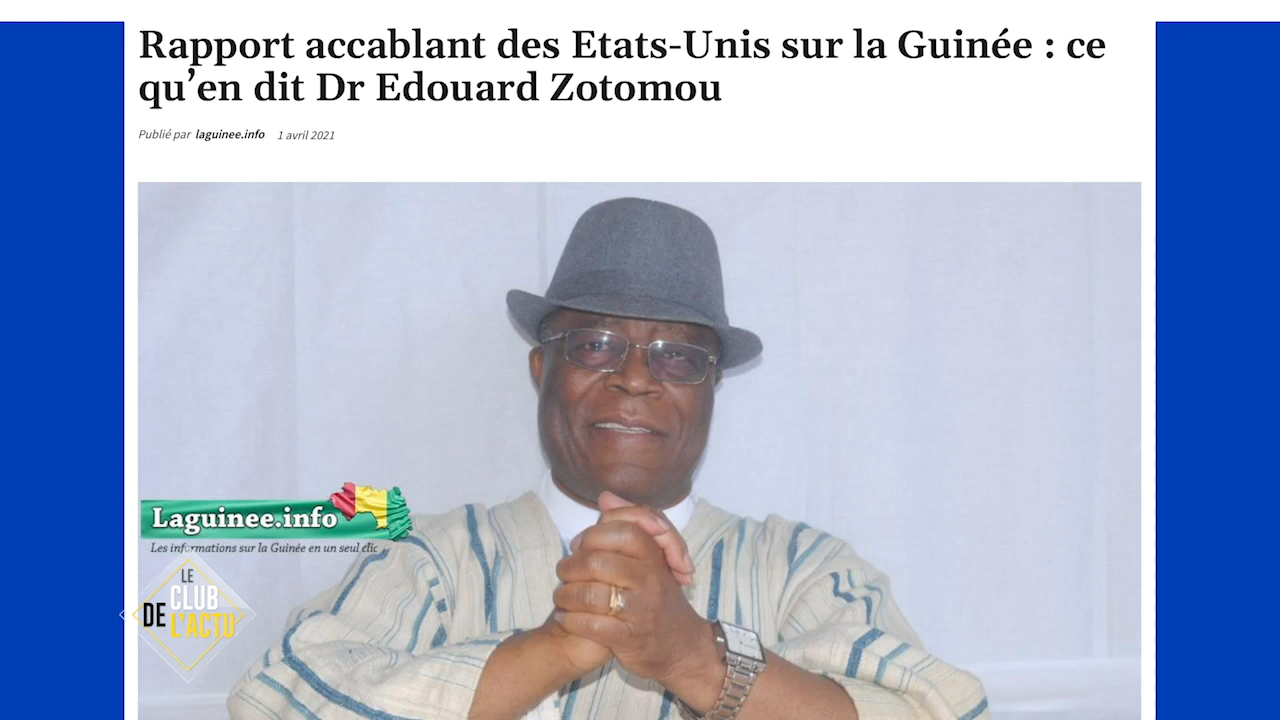 Rapport accablant des Etats-Unis sur la Guinée : ce
qu’en dit Dr Edouard Zotomou
Publié par laguinee.info 1 avril 2021
Laguinee.info
Les informations sur la Guinée en un seul clic
LE
CLUB
DE
L'ACTU